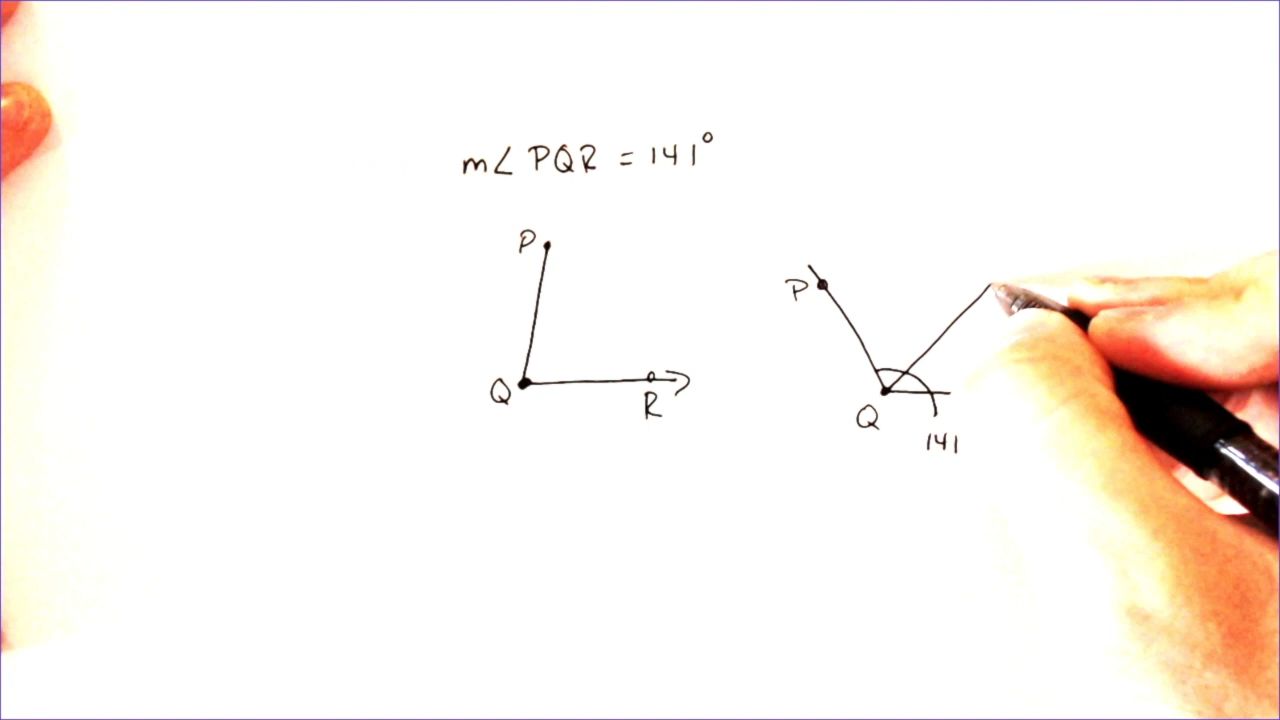 m∠ PQR = 141°
P
Q
R
P
Q
141